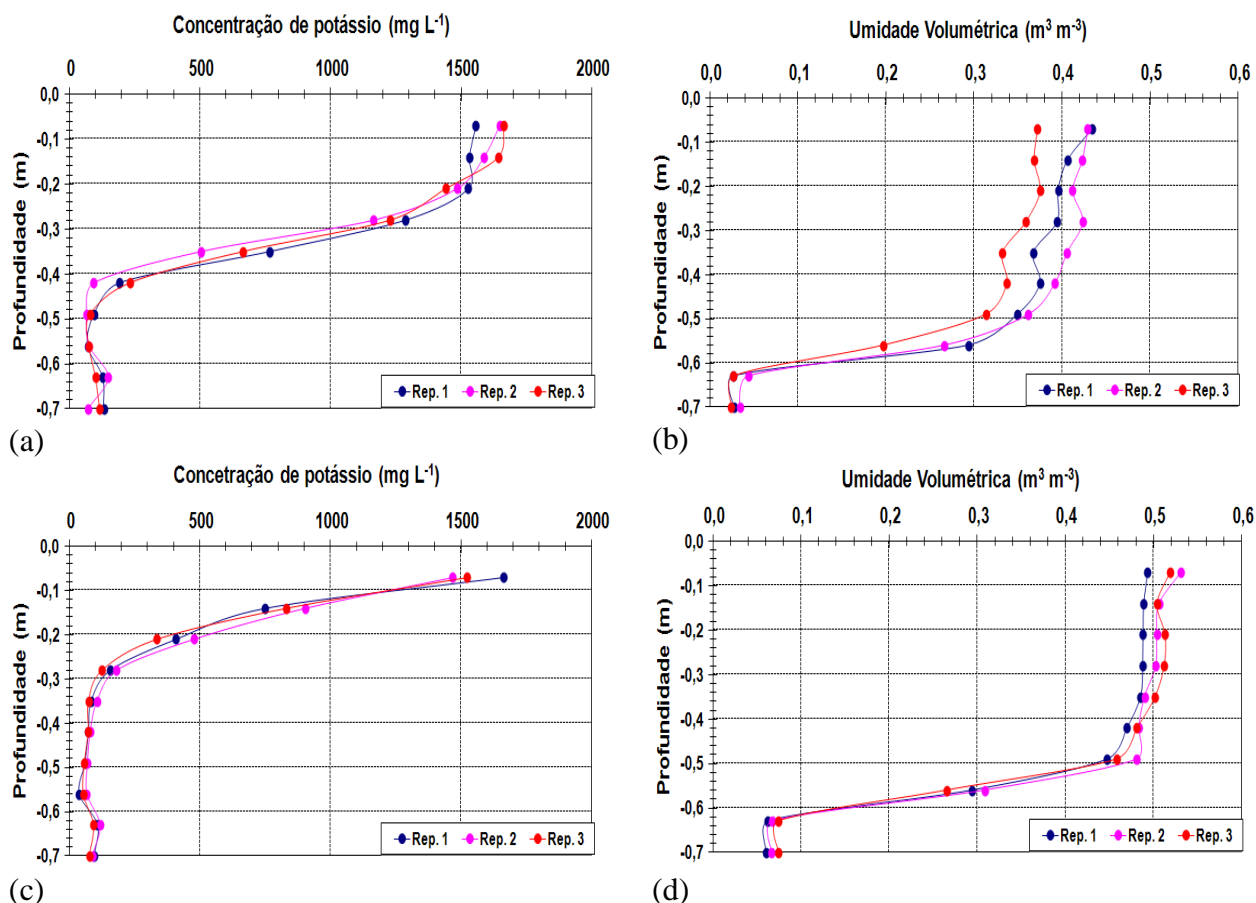 Concentração de potássio (mg L-1)
0 500 1000 1500 2000
0,0
-0,1
-0,2
-0,3
-0,4
-0,5
-0,6
-0,7
Profundidade (m)
Rep. 1 Rep. 2 Rep. 3
(a)
Umidade Volumétrica (m3 m-3)
0,0 0,1 0,2 0,3 0,4 0,5 0,6
0,0
-0,1
-0,2
-0,3
-0,4
-0,5
-0,6
-0,7
Profundidade (m)
Rep. 1 Rep. 2 Rep. 3
(b)
Concetração de potássio (mg L-1)
0 500 1000 1500 2000
0,0
-0,1
-0,2
-0,3
-0,4
-0,5
-0,6
-0,7
Profundidade (m)
Rep. 1 Rep. 2 Rep. 3
(c)
Umidade Volumétrica (m3 m-3)
0,0 0,1 0,2 0,3 0,4 0,5 0,6
0,0
-0,1
-0,2
-0,3
-0,4
-0,5
-0,6
-0,7
Profundidade (m)
Rep. 1 Rep. 2 Rep. 3
(d)